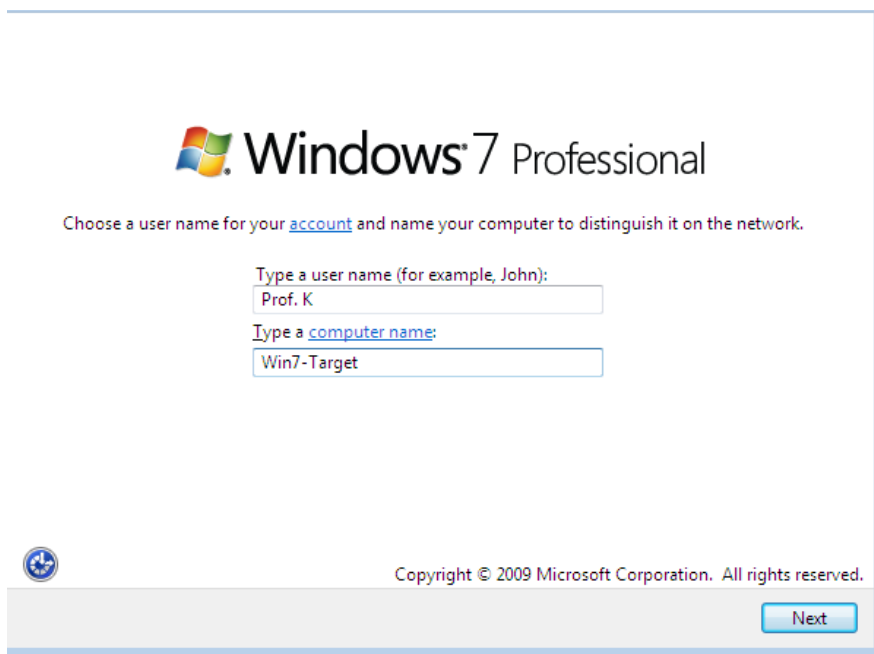 Windows® 7 Professional
Choose a user name for your account and name your computer to distinguish it on the network.
Type a user name (for example, John):
Prof. K
Type a computer name:
Win7-Target
Copyright © 2009 Microsoft Corporation. All rights reserved.
Next